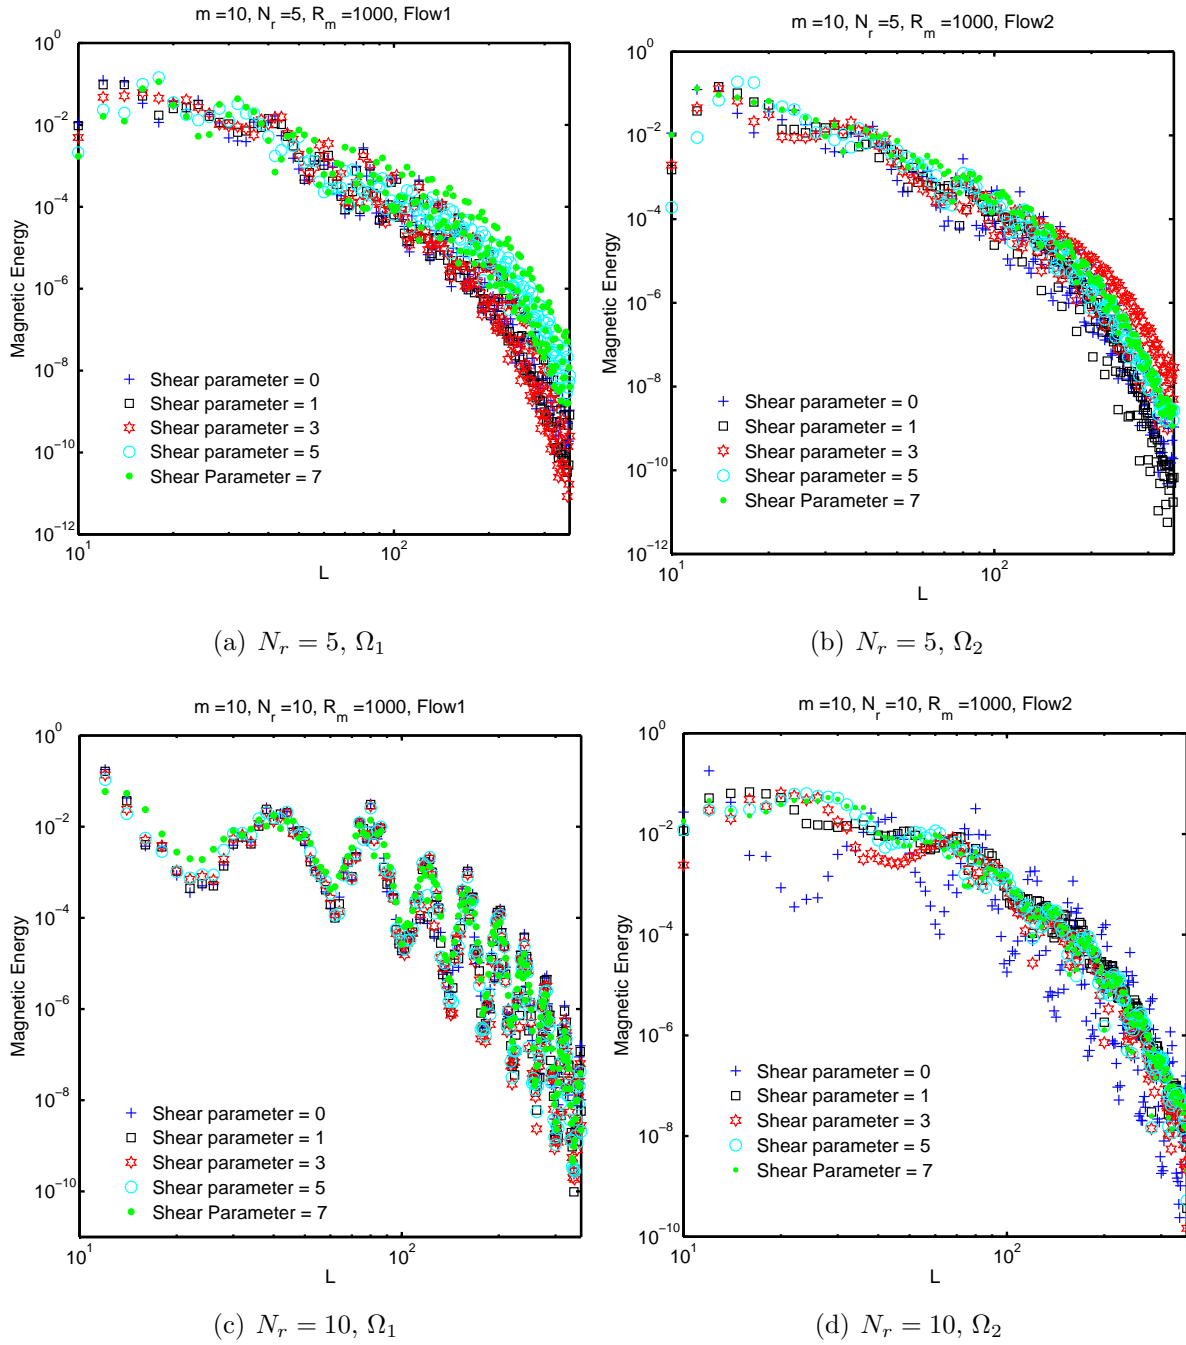 m =10, N_r =5, R_m =1000, Flow1
10^0
10^−2
10^−4
10^−6
10^−8
10^−10
10^−12
Magnetic Energy
Shear parameter = 0
Shear parameter = 1
Shear parameter = 3
Shear parameter = 5
Shear Parameter = 7
10^1
10^2
L
(a) N_r = 5, Ω_1
m =10, N_r =5, R_m =1000, Flow2
10^0
10^−2
10^−4
10^−6
10^−8
10^−10
10^−12
Magnetic Energy
Shear parameter = 0
Shear parameter = 1
Shear parameter = 3
Shear parameter = 5
Shear Parameter = 7
10^1
10^2
L
(b) N_r = 5, Ω_2
m =10, N_r =10, R_m =1000, Flow1
10^0
10^−2
10^−4
10^−6
10^−8
10^−10
Magnetic Energy
Shear parameter = 0
Shear parameter = 1
Shear parameter = 3
Shear parameter = 5
Shear Parameter = 7
10^1
10^2
L
(c) N_r = 10, Ω_1
m =10, N_r =10, R_m =1000, Flow2
10^0
10^−2
10^−4
10^−6
10^−8
10^−10
Magnetic Energy
Shear parameter = 0
Shear parameter = 1
Shear parameter = 3
Shear parameter = 5
Shear Parameter = 7
10^1
10^2
L
(d) N_r = 10, Ω_2